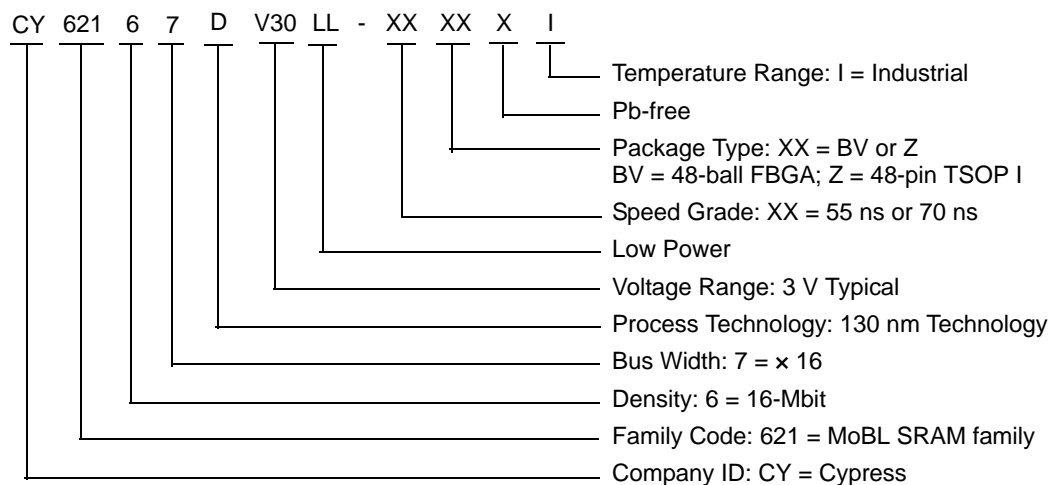 CY 621 6 7 D V30 LL - XX XX X I
Temperature Range: I = Industrial
Pb-free
Package Type: XX = BV or Z
BV = 48-ball FBGA; Z = 48-pin TSOP I
Speed Grade: XX = 55 ns or 70 ns
Low Power
Voltage Range: 3 V Typical
Process Technology: 130 nm Technology
Bus Width: 7 = × 16
Density: 6 = 16-Mbit
Family Code: 621 = MoBL SRAM family
Company ID: CY = Cypress